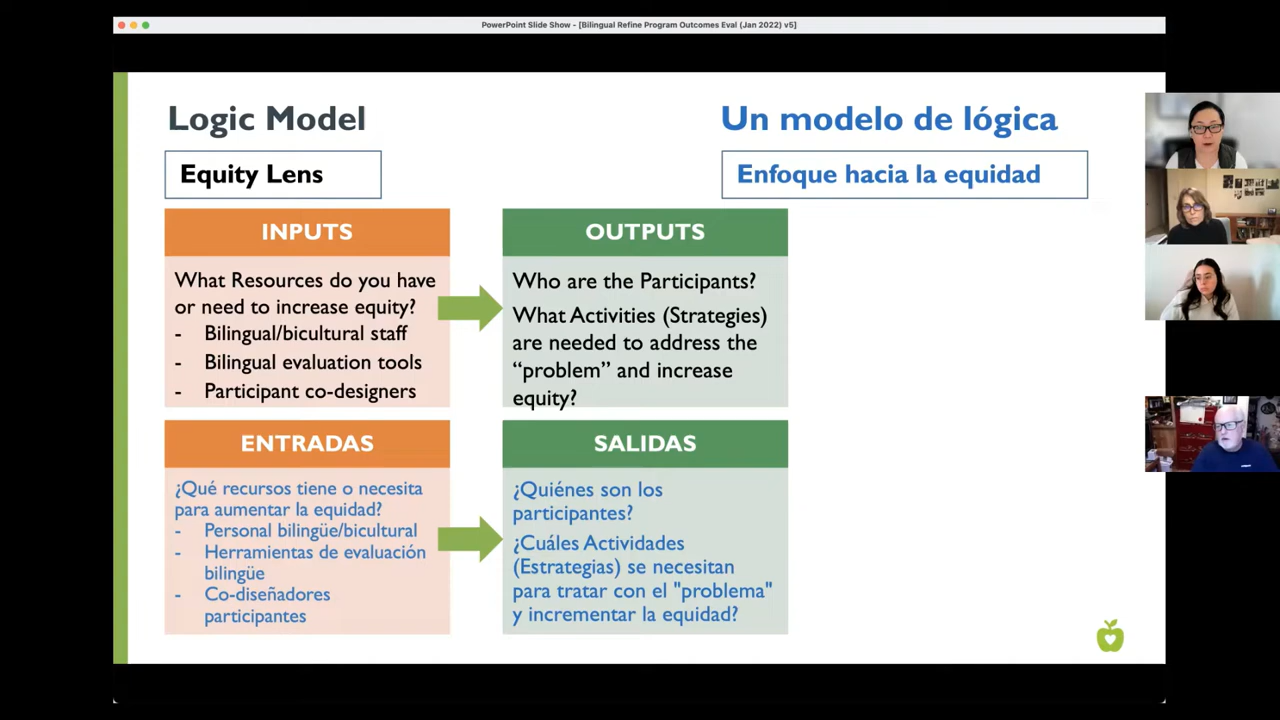 PowerPoint Slide Show - [Bilingual Refine Program Outcomes Eval (Jan 2022) v5]
Logic Model
Un modelo de lógica
Equity Lens
Enfoque hacia la equidad
INPUTS
What Resources do you have
or need to increase equity?
- Bilingual/bicultural staff
- Bilingual evaluation tools
- Participant co-designers
OUTPUTS
Who are the Participants?
What Activities (Strategies)
are needed to address the
“problem” and increase
equity?
ENTRADAS
¿Qué recursos tiene o necesita
para aumentar la equidad?
- Personal bilingüe/bicultural
- Herramientas de evaluación
bilingüe
- Co-diseñadores
participantes
SALIDAS
¿Quiénes son los
participantes?
¿Cuáles Actividades
(Estrategias) se necesitan
para tratar con el "problema"
y incrementar la equidad?